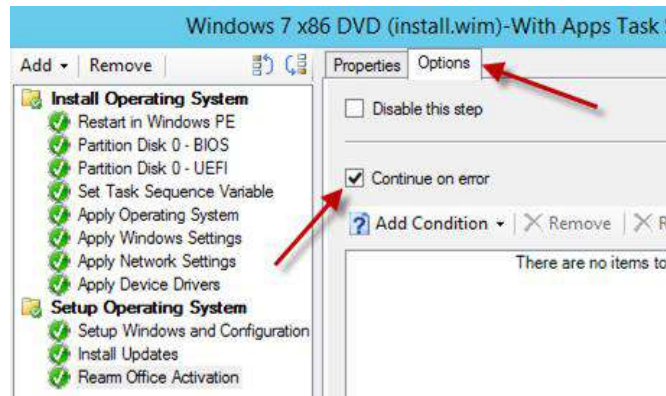 Windows 7 x86 DVD (install.wim)-With Apps Task
Add Remove
Properties Options
Install Operating System
Restart in Windows PE
Partition Disk 0 - BIOS
Partition Disk 0 - UEFI
Set Task Sequence Variable
Apply Operating System
Apply Windows Settings
Apply Network Settings
Apply Device Drivers
Setup Operating System
Setup Windows and Configuration
Install Updates
Rearm Office Activation
Disable this step
Continue on error
Add Condition Remove R
There are no items to